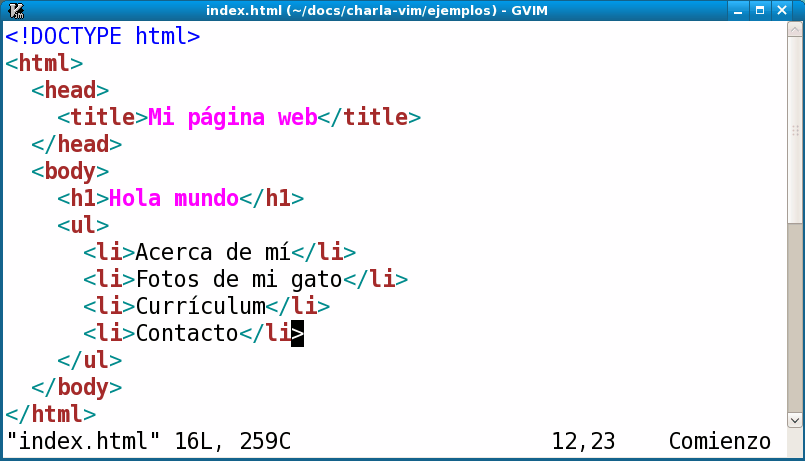 index.html (~/docs/charla-vim/ejemplos) - GVIM
<!DOCTYPE html>
<html>
  <head>
    <title>Mi página web</title>
  </head>
  <body>
    <h1>Hola mundo</h1>
    <ul>
      <li>Acerca de mí</li>
      <li>Fotos de mi gato</li>
      <li>Currículum</li>
      <li>Contacto</li>
    </ul>
  </body>
</html>
"index.html" 16L, 259C 12,23 Comienzo